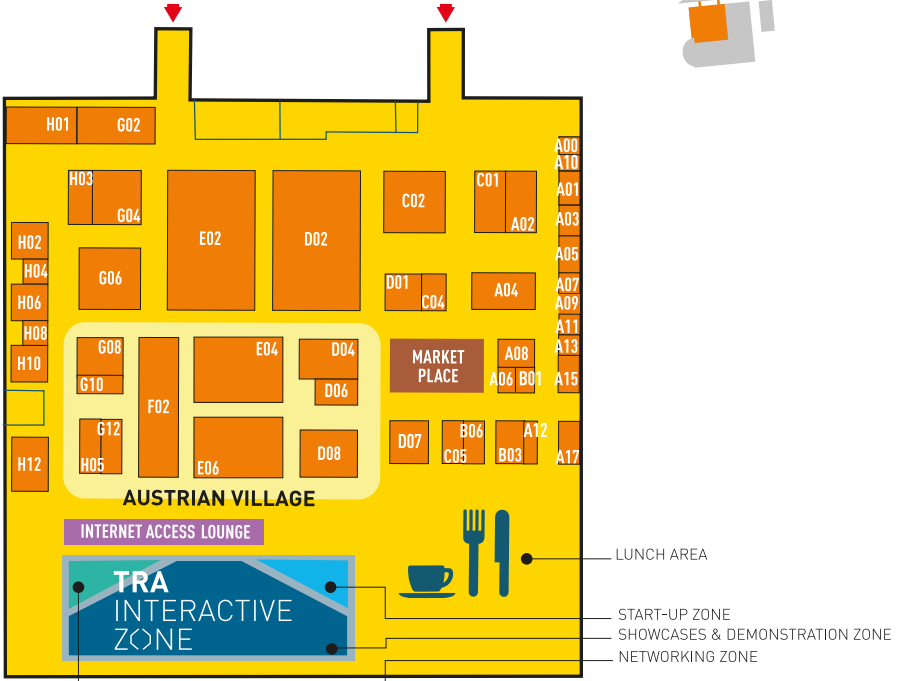 H01
G02
A00
A10
H03
C01
A01
G04
C02
A02
A03
E02
D02
H02
A05
H04
G06
D01
A04
A07
H06
C04
A09
A11
H08
G08
E04
D04
MARKET
PLACE
A08
A13
H10
G10
D06
A06
B01
A15
F02
G12
D07
B06
A12
H12
H05
E06
D08
C05
B03
A17
AUSTRIAN VILLAGE
INTERNET ACCESS LOUNGE
LUNCH AREA
TRA
INTERACTIVE
ZONE
START-UP ZONE
SHOWCASES & DEMONSTRATION ZONE
NETWORKING ZONE